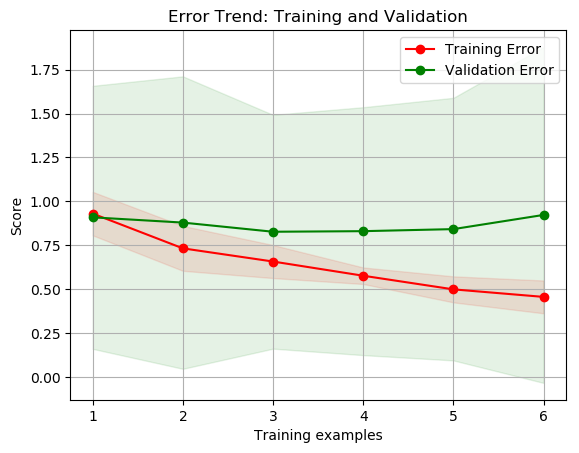 Error Trend: Training and Validation
Training Error
Validation Error
1.75
1.50
1.25
1.00
0.75
0.50
0.25
0.00
Score
1 2 3 4 5 6
Training examples